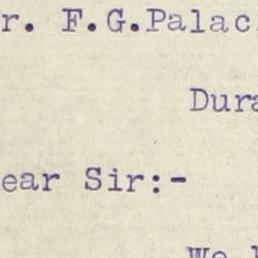 r. F.G.Palac
Dura
ear Sir:-
We